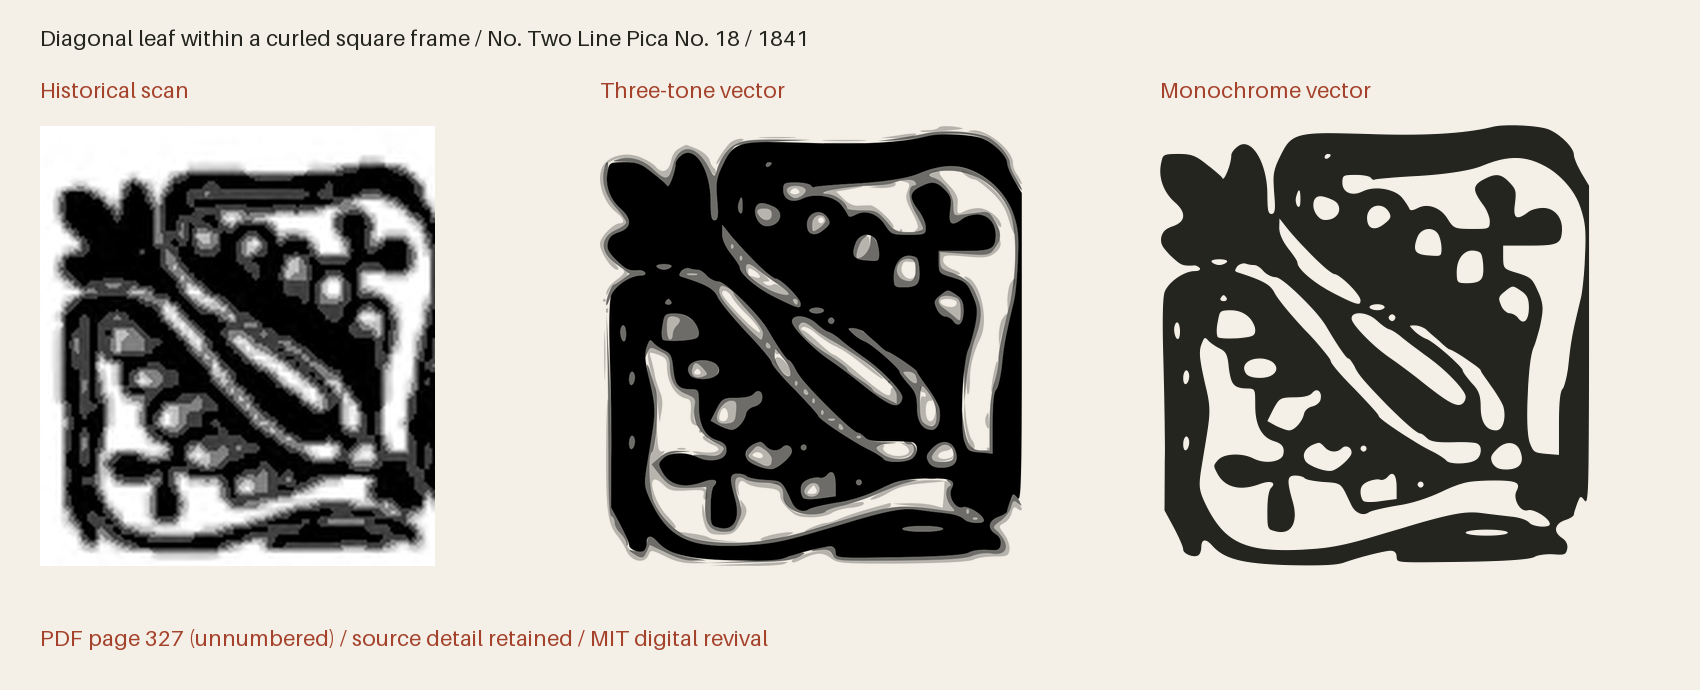 Diagonal leaf within a curled square frame / No. Two Line Pica No. 18 / 1841
Historical scan
Three-tone vector
Monochrome vector
PDF page 327 (unnumbered) / source detail retained / MIT digital revival